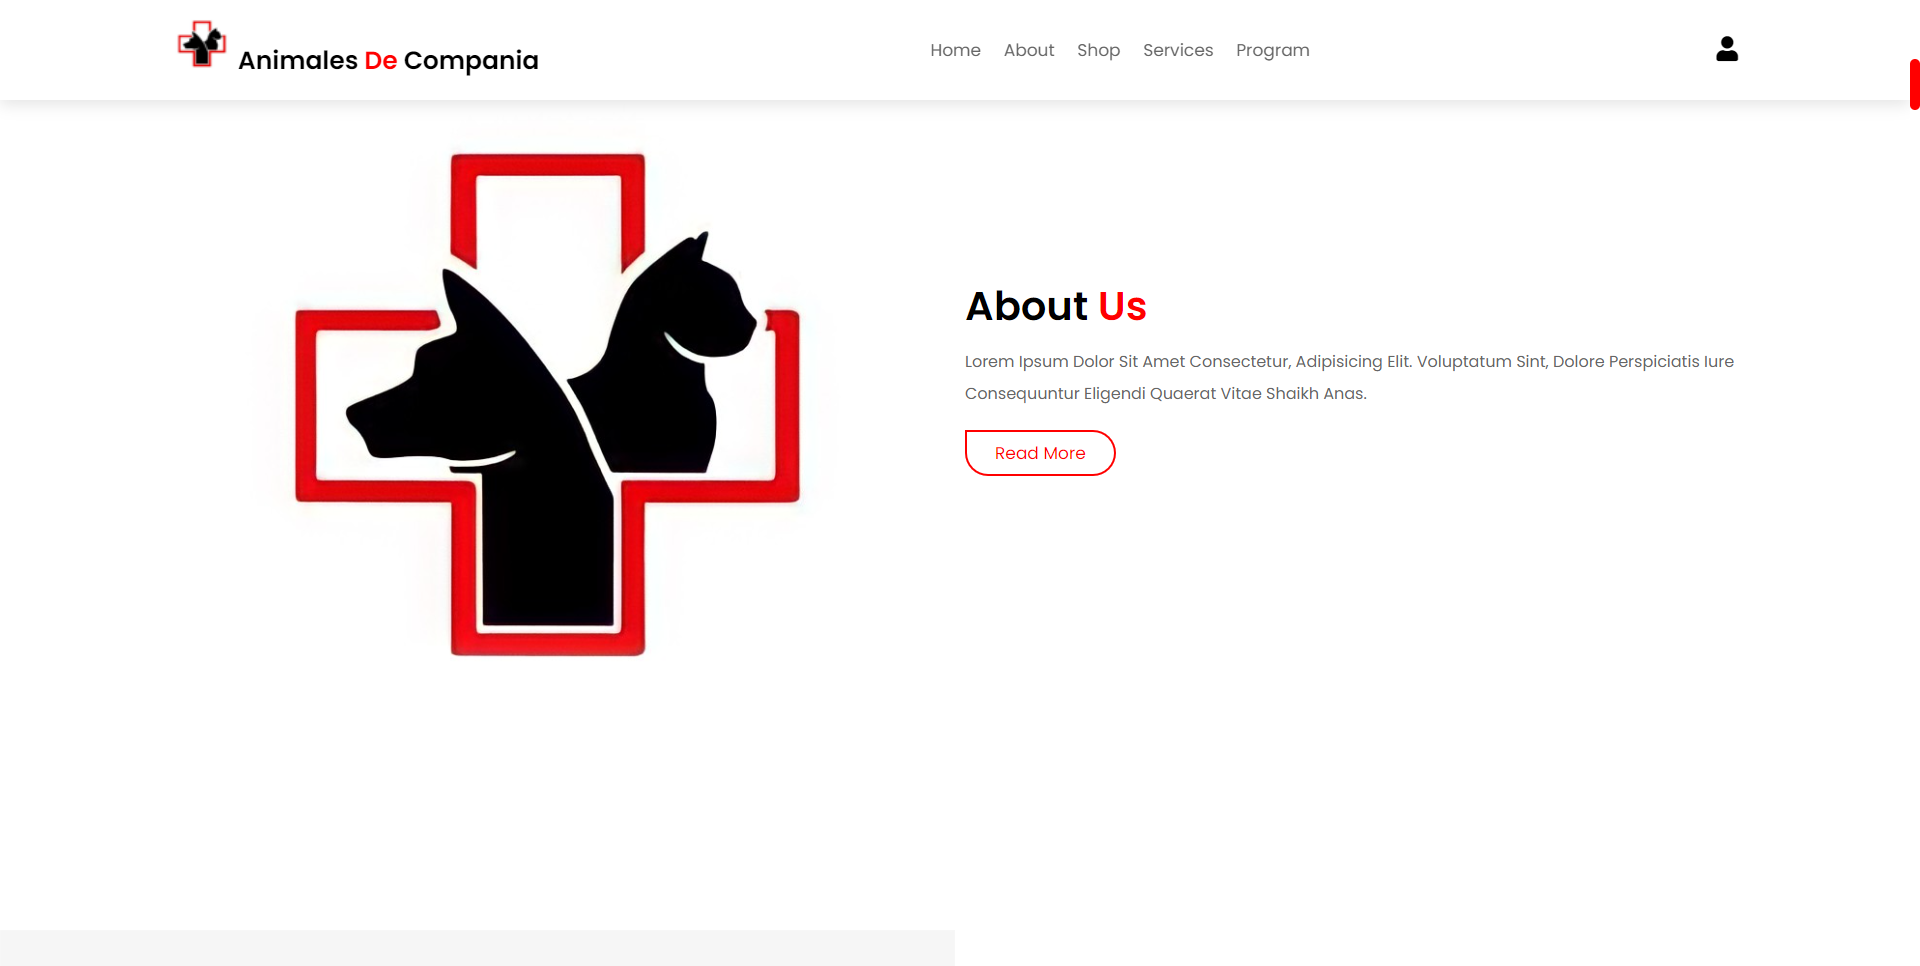 Animales De Compania
Home About Shop Services Program
About Us
Lorem Ipsum Dolor Sit Amet Consectetur, Adipisicing Elit. Voluptatum Sint, Dolore Perspiciatis Iure
Consequuntur Eligendi Quaerat Vitae Shaikh Anas.
Read More